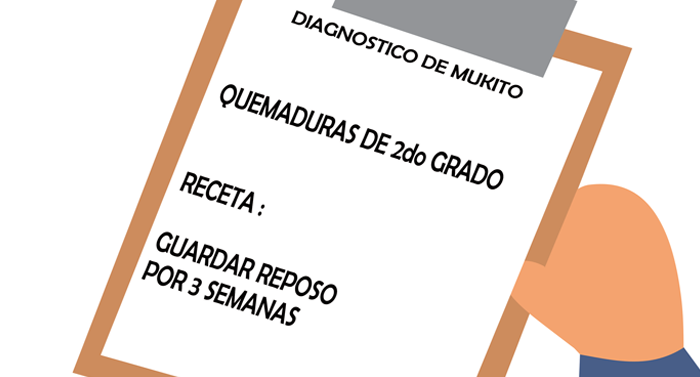 DIAGNOSTICO DE MUKITO
QUEMADURAS DE 2do GRADO
RECETA :
GUARDAR REPOSO
POR 3 SEMANAS